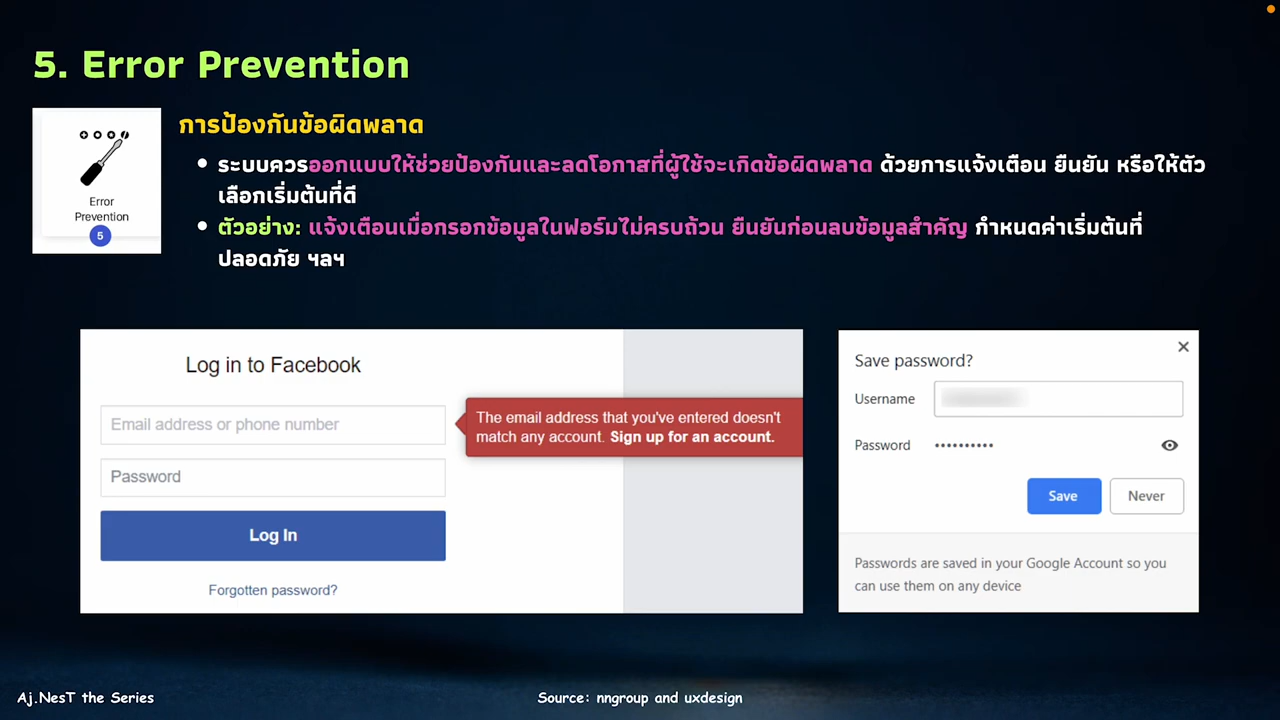 5. Error Prevention
การป้องกันข้อผิดพลาด
Error
Prevention
5
• ระบบควรออกแบบให้ช่วยป้องกันและลดโอกาสที่ผู้ใช้จะเกิดข้อผิดพลาด ด้วยการแจ้งเตือน ยืนยัน หรือให้ตัว
เลือกเริ่มต้นที่ดี
• ตัวอย่าง: แจ้งเตือนเมื่อกรอกข้อมูลในฟอร์มไม่ครบถ้วน ยืนยันก่อนลบข้อมูลสำคัญ กำหนดค่าเริ่มต้นที่
ปลอดภัย ฯลฯ
Log in to Facebook
Email address or phone number
The email address that you've entered doesn't
match any account. Sign up for an account.
Password
Log In
Forgotten password?
Save password?
Username
Password ••••••••••
Save
Never
Passwords are saved in your Google Account so you
can use them on any device
Aj.NesT the Series
Source: nngroup and uxdesign